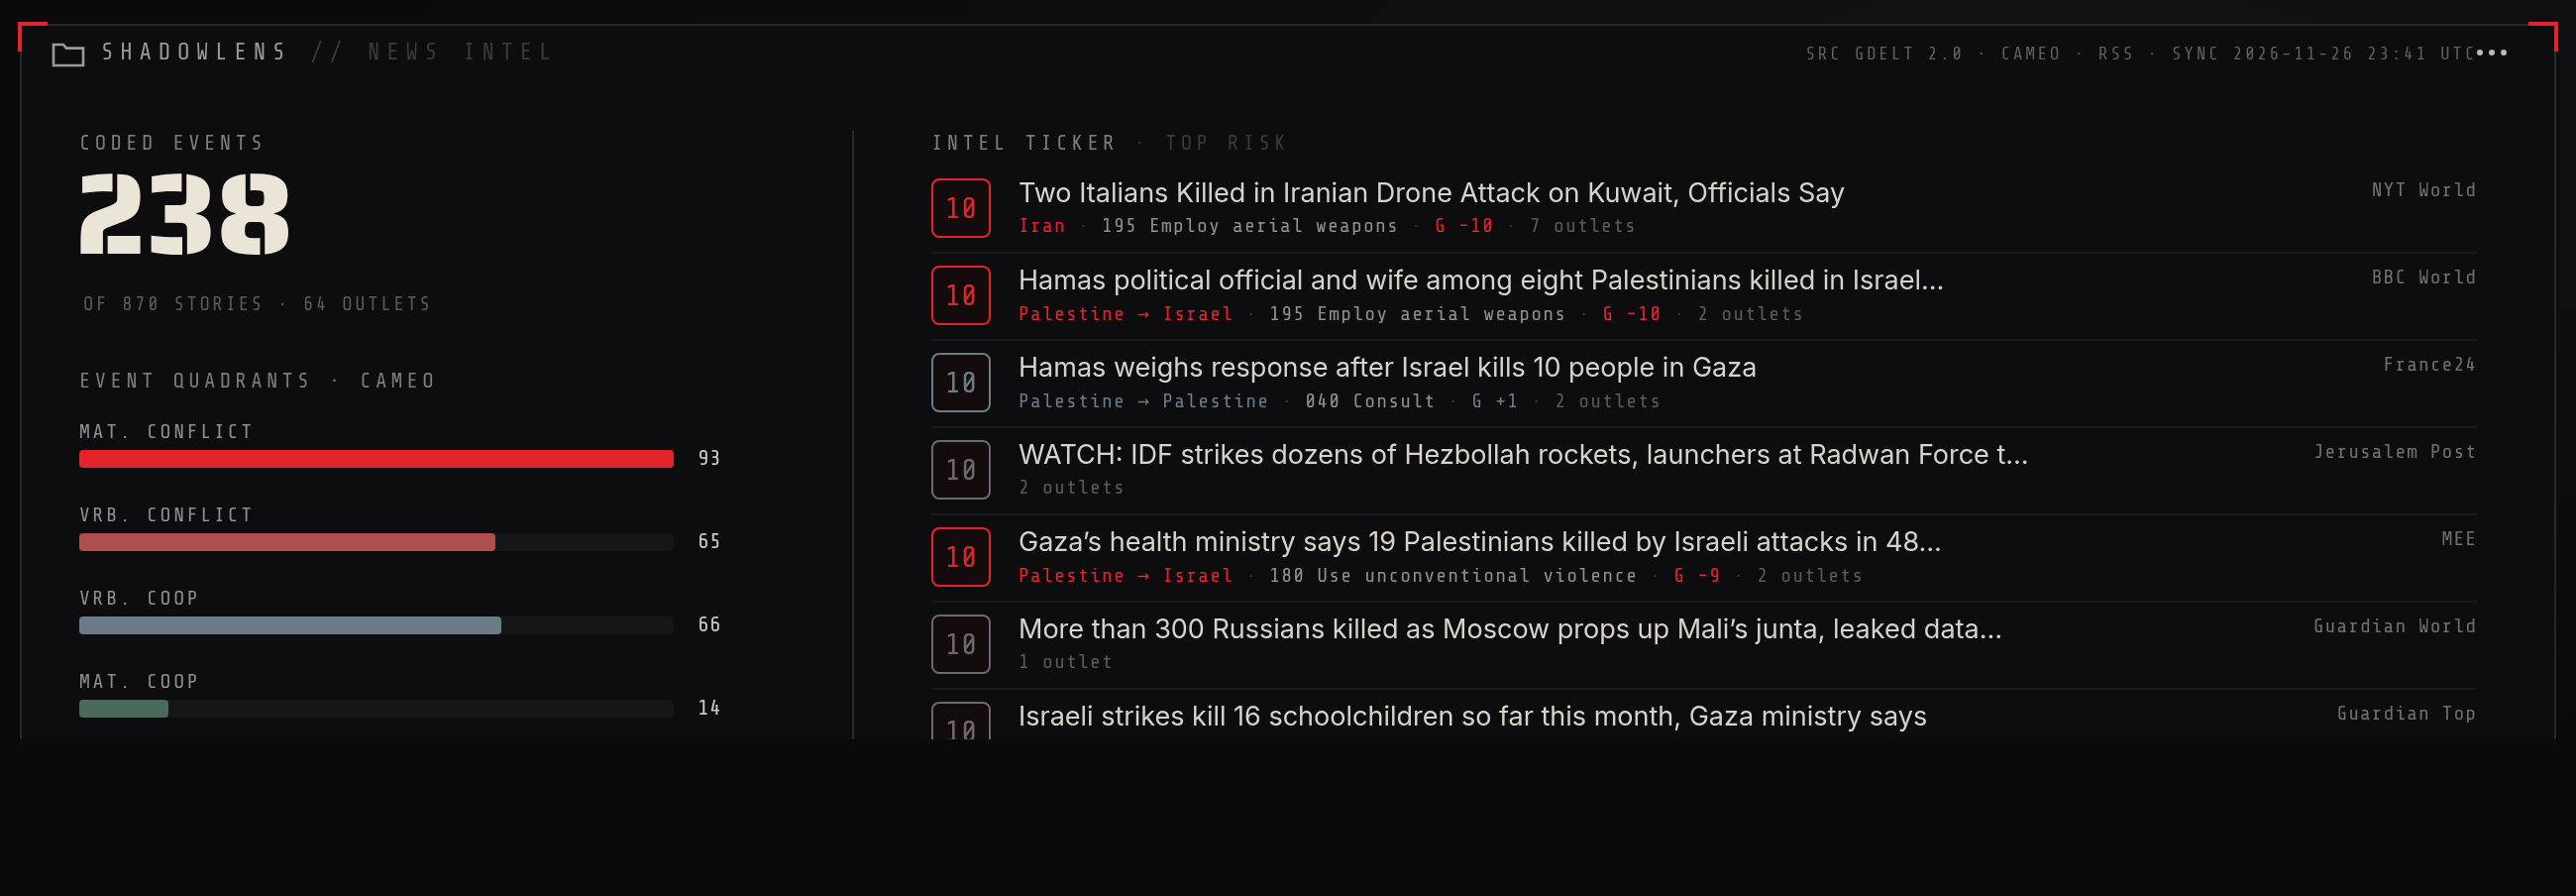 SHADOWLENS // NEWS INTEL
SRC GDELT 2.0 · CAMEO · RSS · SYNC 2026-11-26 23:41 UTC
CODED EVENTS
238
OF 870 STORIES · 64 OUTLETS
EVENT QUADRANTS · CAMEO
MAT. CONFLICT
93
VRB. CONFLICT
65
VRB. COOP
66
MAT. COOP
14
INTEL TICKER · TOP RISK
10
Two Italians Killed in Iranian Drone Attack on Kuwait, Officials Say
NYT World
Iran · 195 Employ aerial weapons · G -10 · 7 outlets
10
Hamas political official and wife among eight Palestinians killed in Israel...
BBC World
Palestine → Israel · 195 Employ aerial weapons · G -10 · 2 outlets
10
Hamas weighs response after Israel kills 10 people in Gaza
France24
Palestine → Palestine · 040 Consult · G +1 · 2 outlets
10
WATCH: IDF strikes dozens of Hezbollah rockets, launchers at Radwan Force t...
Jerusalem Post
2 outlets
10
Gaza’s health ministry says 19 Palestinians killed by Israeli attacks in 48...
MEE
Palestine → Israel · 180 Use unconventional violence · G -9 · 2 outlets
10
More than 300 Russians killed as Moscow props up Mali’s junta, leaked data...
Guardian World
1 outlet
10
Israeli strikes kill 16 schoolchildren so far this month, Gaza ministry says
Guardian Top